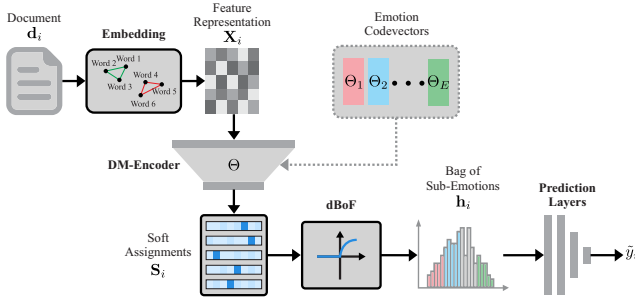 Document
d_i
Embedding
Word 1
Word 2
Word 3
Word 4
Word 5
Word 6
Feature
Representation
X_i
Emotion
Codevectors
Θ_1 Θ_2 • • • Θ_E
DM-Encoder
Θ
Soft
Assignments
S_i
dBoF
Bag of
Sub-Emotions
h_i
Prediction
Layers
ỹ_i